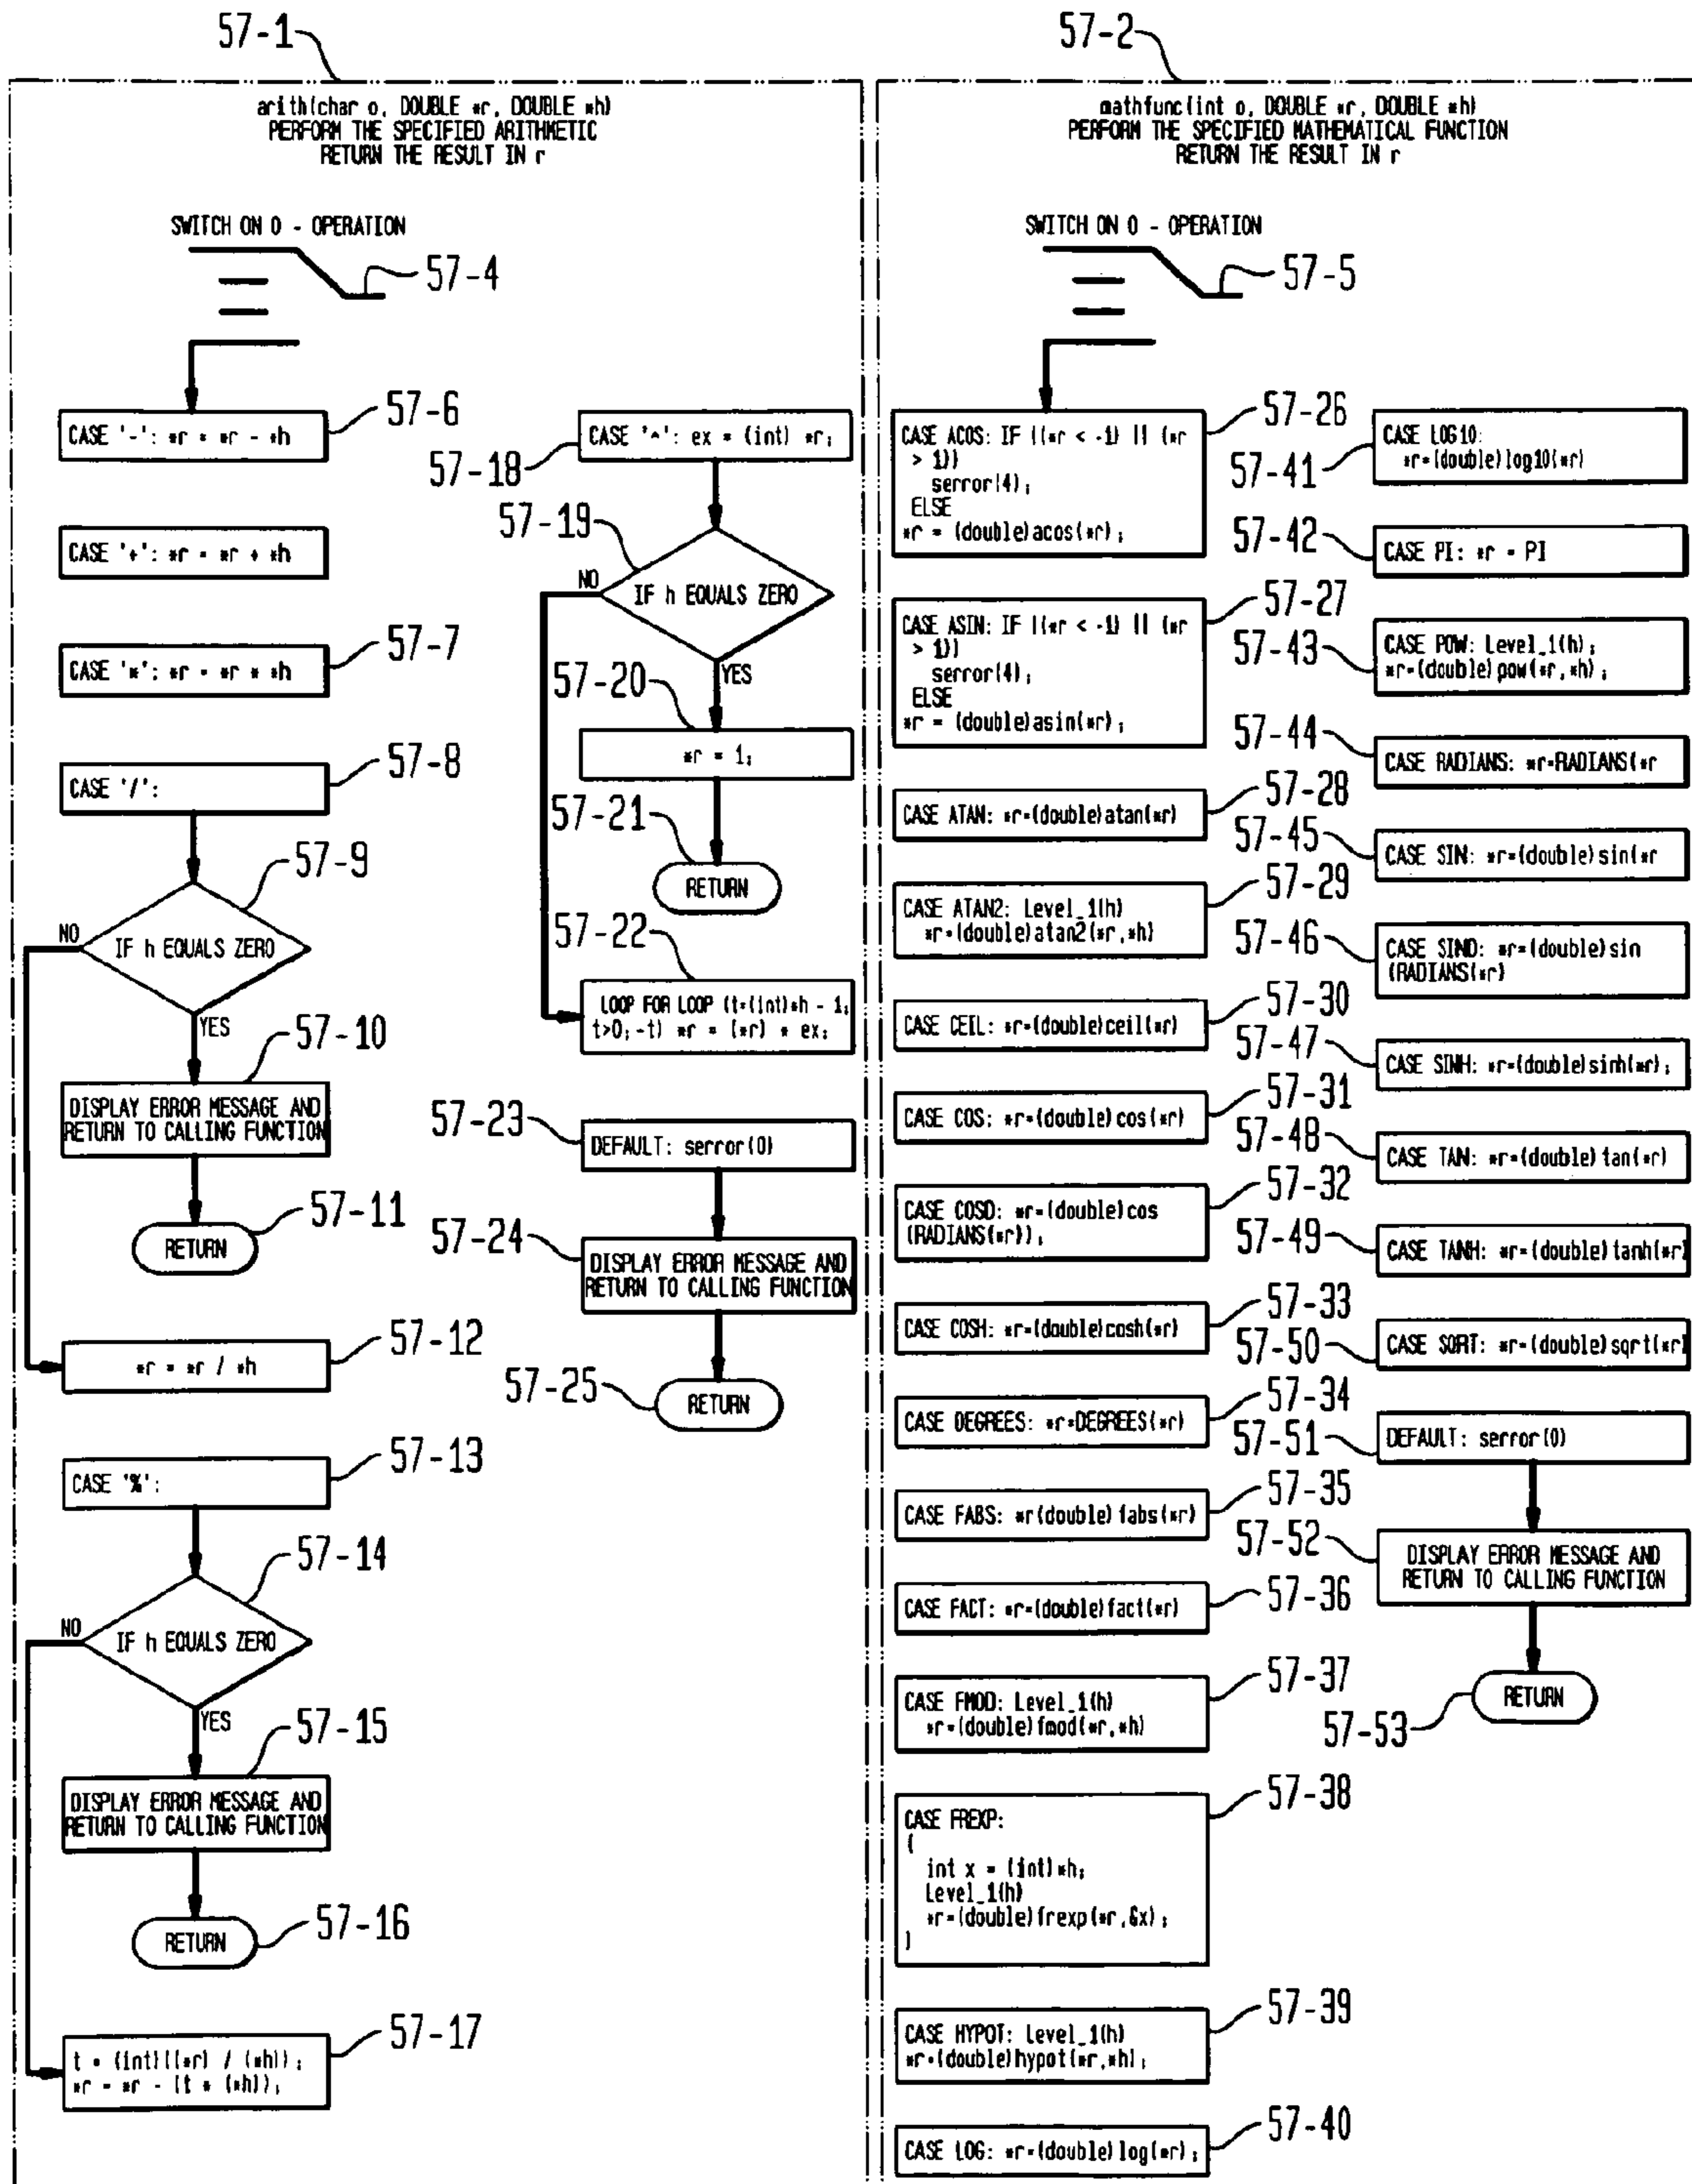 57-1
arith(char o, DOUBLE *r, DOUBLE *h)
PERFORM THE SPECIFIED ARITHMETIC
RETURN THE RESULT IN r
SWITCH ON O - OPERATION
57-4
CASE '-': *r = *r - *h
57-6
CASE '+': *r = *r + *h
CASE '*': *r = *r * *h
57-7
CASE '/':
57-8
IF h EQUALS ZERO
57-9
NO
YES
DISPLAY ERROR MESSAGE AND
RETURN TO CALLING FUNCTION
57-10
RETURN
57-11
*r = *r / *h
57-12
CASE '%':
57-13
IF h EQUALS ZERO
57-14
NO
YES
DISPLAY ERROR MESSAGE AND
RETURN TO CALLING FUNCTION
57-15
RETURN
57-16
t = (int)((*r) / (*h));
*r = *r - (t * (*h));
57-17
CASE '^': ex = (int) *r;
57-18
57-19
IF h EQUALS ZERO
NO
YES
57-20
*r = 1;
57-21
RETURN
57-22
LOOP FOR LOOP (t=(int)*h - 1;
t>0;-t) *r = (*r) * ex;
57-23
DEFAULT: serror(0)
57-24
DISPLAY ERROR MESSAGE AND
RETURN TO CALLING FUNCTION
57-25
RETURN
57-2
mathfunc(int o, DOUBLE *r, DOUBLE *h)
PERFORM THE SPECIFIED MATHEMATICAL FUNCTION
RETURN THE RESULT IN r
SWITCH ON O - OPERATION
57-5
CASE ACOS: IF ((*r < -1) || (*r
> 1))
serror(4);
ELSE
*r = (double)acos(*r);
57-26
CASE ASIN: IF ((*r < -1) || (*r
> 1))
serror(4);
ELSE
*r = (double)asin(*r);
57-27
CASE ATAN: *r=(double)atan(*r)
57-28
CASE ATAN2: Level_1(h)
*r=(double)atan2(*r,*h)
57-29
CASE CEIL: *r=(double)ceil(*r)
57-30
CASE COS: *r=(double)cos(*r)
57-31
CASE COSD: *r=(double)cos
(RADIANS(*r));
57-32
CASE COSH: *r=(double)cosh(*r)
57-33
CASE DEGREES: *r=DEGREES(*r)
57-34
CASE FABS: *r(double)fabs(*r)
57-35
CASE FACT: *r=(double)fact(*r)
57-36
CASE FMOD: Level_1(h)
*r=(double)fmod(*r,*h)
57-37
CASE FREXP:
{
int x = (int)*h;
Level_1(h)
*r=(double)frexp(*r,&x);
}
57-38
CASE HYPOT: Level_1(h)
*r=(double)hypot(*r,*h);
57-39
CASE LOG: *r=(double)log(*r);
57-40
CASE LOG10:
*r=(double)log10(*r)
57-41
57-42
CASE PI: *r = PI
57-43
CASE POW: Level_1(h);
*r=(double)pow(*r,*h);
57-44
CASE RADIANS: *r=RADIANS(*r
57-45
CASE SIN: *r=(double)sin(*r
57-46
CASE SIND: *r=(double)sin
(RADIANS(*r)
57-47
CASE SINH: *r=(double)sinh(*r);
57-48
CASE TAN: *r=(double)tan(*r)
57-49
CASE TANH: *r=(double)tanh(*r)
57-50
CASE SQRT: *r=(double)sqrt(*r)
57-51
DEFAULT: serror(0)
57-52
DISPLAY ERROR MESSAGE AND
RETURN TO CALLING FUNCTION
57-53
RETURN